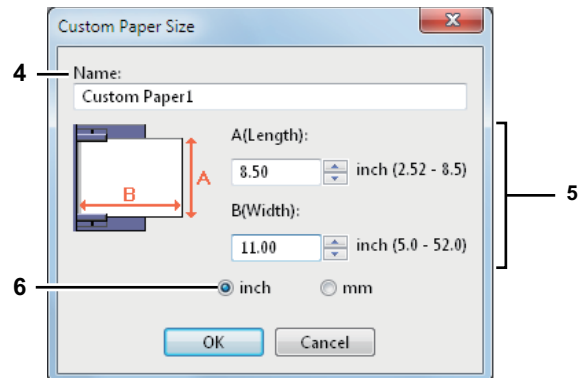 Custom Paper Size
4
Name:
Custom Paper1
A(Length):
A
B
8.50 inch (2.52 - 8.5)
5
B(Width):
11.00 inch (5.0 - 52.0)
6
inch mm
OK Cancel